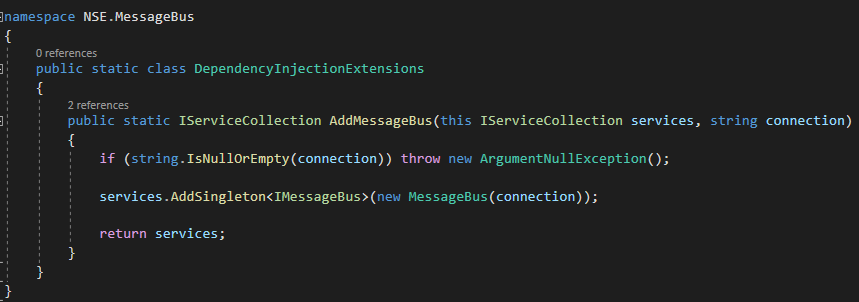 namespace NSE.MessageBus
{
0 references
public static class DependencyInjectionExtensions
{
2 references
public static IServiceCollection AddMessageBus(this IServiceCollection services, string connection)
{
if (string.IsNullOrEmpty(connection)) throw new ArgumentNullException();
services.AddSingleton<IMessageBus>(new MessageBus(connection));
return services;
}
}
}